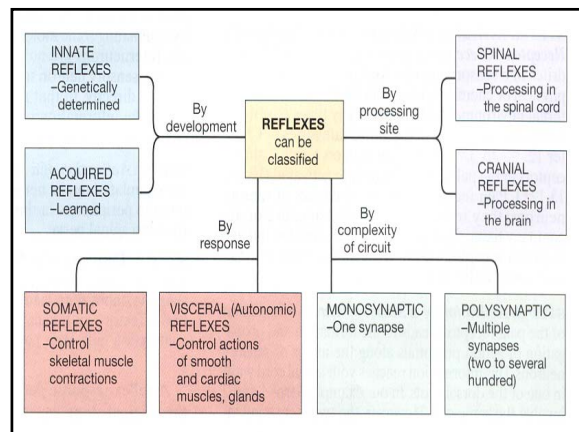 INNATE
REFLEXES
–Genetically
determined
ACQUIRED
REFLEXES
–Learned
By
development
REFLEXES
can be
classified
By
processing
site
SPINAL
REFLEXES
–Processing in
the spinal cord
CRANIAL
REFLEXES
–Processing in
the brain
By
response
By
complexity
of circuit
SOMATIC
REFLEXES
–Control
skeletal muscle
contractions
VISCERAL (Autonomic)
REFLEXES
–Control actions
of smooth
and cardiac
muscles, glands
MONOSYNAPTIC
–One synapse
POLYSYNAPTIC
–Multiple
synapses
(two to several
hundred)